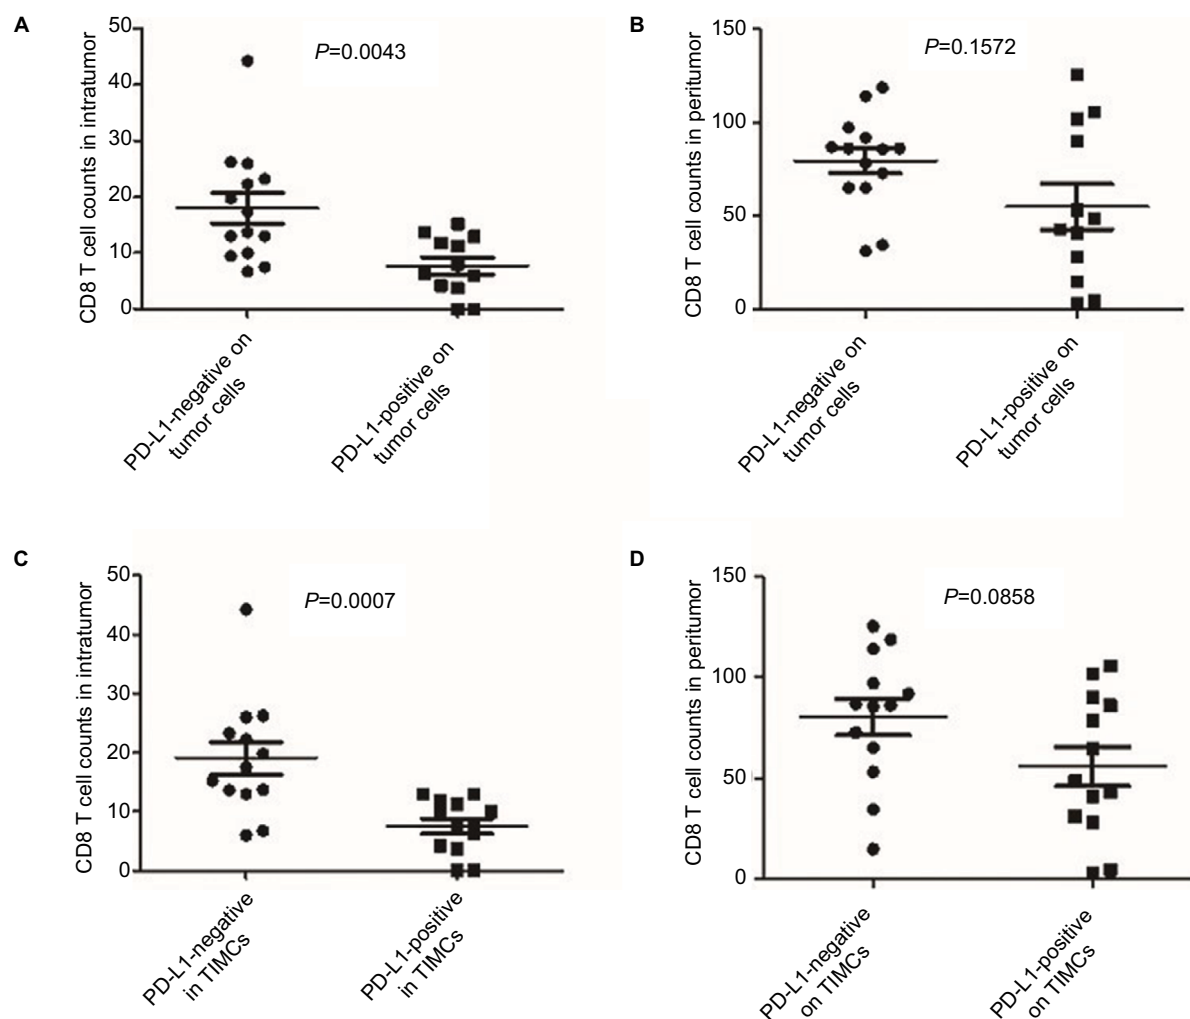 A
CD8 T cell counts in intratumor
50
40
30
20
10
0
P=0.0043
PD-L1-negative on
tumor cells
PD-L1-positive on
tumor cells
B
CD8 T cell counts in peritumor
150
100
50
0
P=0.1572
PD-L1-negative on
tumor cells
PD-L1-positive on
tumor cells
C
CD8 T cell counts in intratumor
50
40
30
20
10
0
P=0.0007
PD-L1-negative
in TIMCs
PD-L1-positive
in TIMCs
D
CD8 T cell counts in peritumor
150
100
50
0
P=0.0858
PD-L1-negative
on TIMCs
PD-L1-positive
on TIMCs